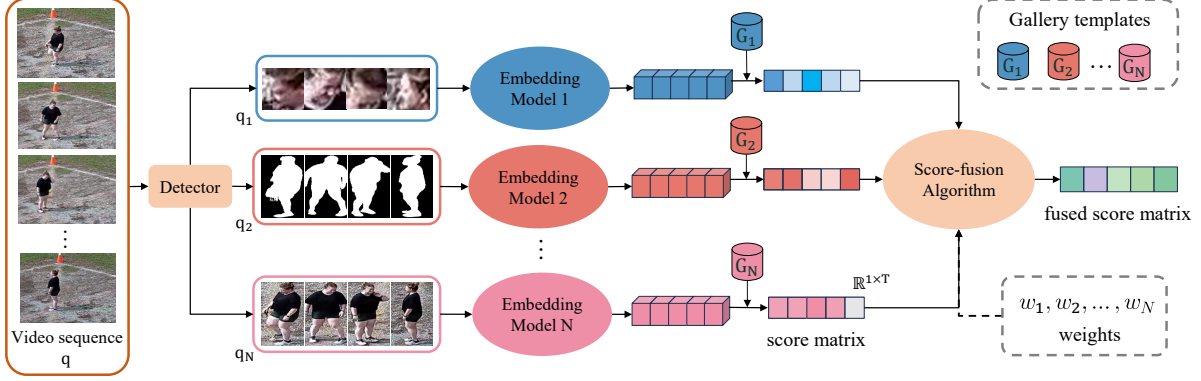 Video sequence
q
Detector
q1
q2
qN
Embedding
Model 1
Embedding
Model 2
⋮
Embedding
Model N
G1
G2
GN
ℝ^{1×T}
score matrix
Score-fusion
Algorithm
fused score matrix
Gallery templates
G1 G2 … GN
w1, w2, … , wN
weights